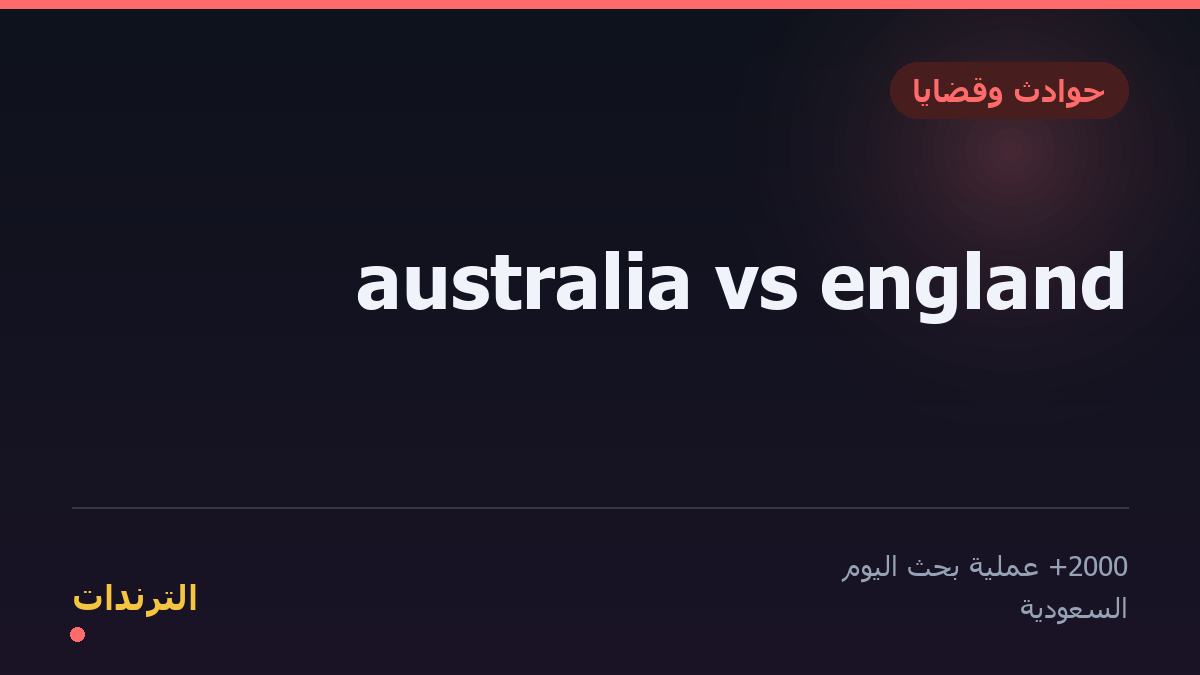 حوادث وقضايا
australia vs england
2000+ عملية بحث اليوم
السعودية
الترندات